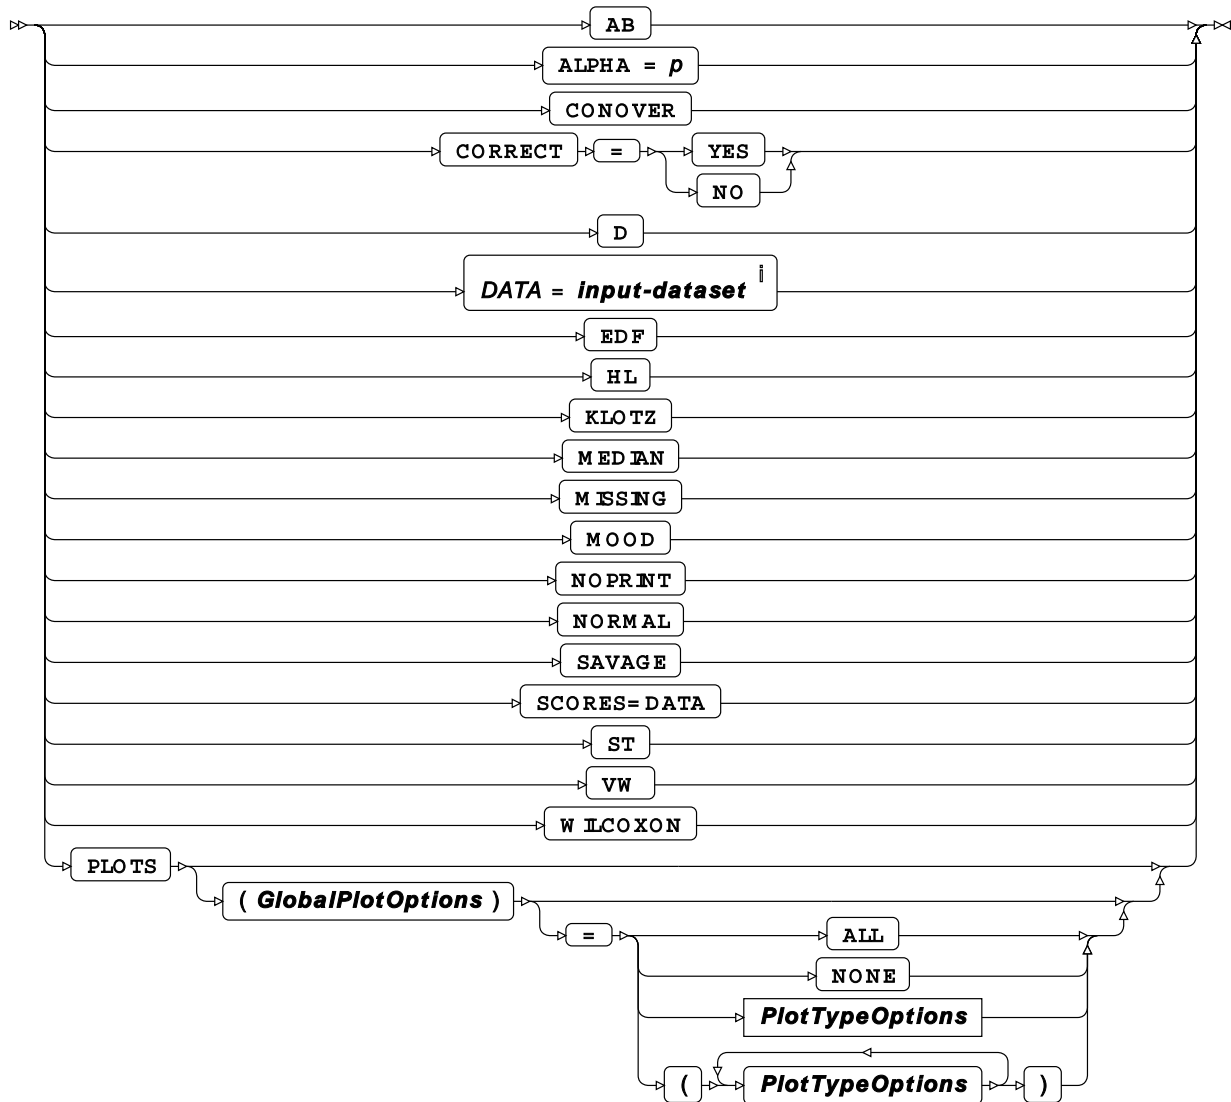 AB
ALPHA = p
CONOVER
CORRECT = YES
NO
D
DATA = input-dataset i
EDF
HL
KLOTZ
MEDIAN
MISSING
MOOD
NOPRINT
NORMAL
SAVAGE
SCORES=DATA
ST
VW
WILCOXON
PLOTS
( GlobalPlotOptions )
= ALL
NONE
PlotTypeOptions
( PlotTypeOptions )